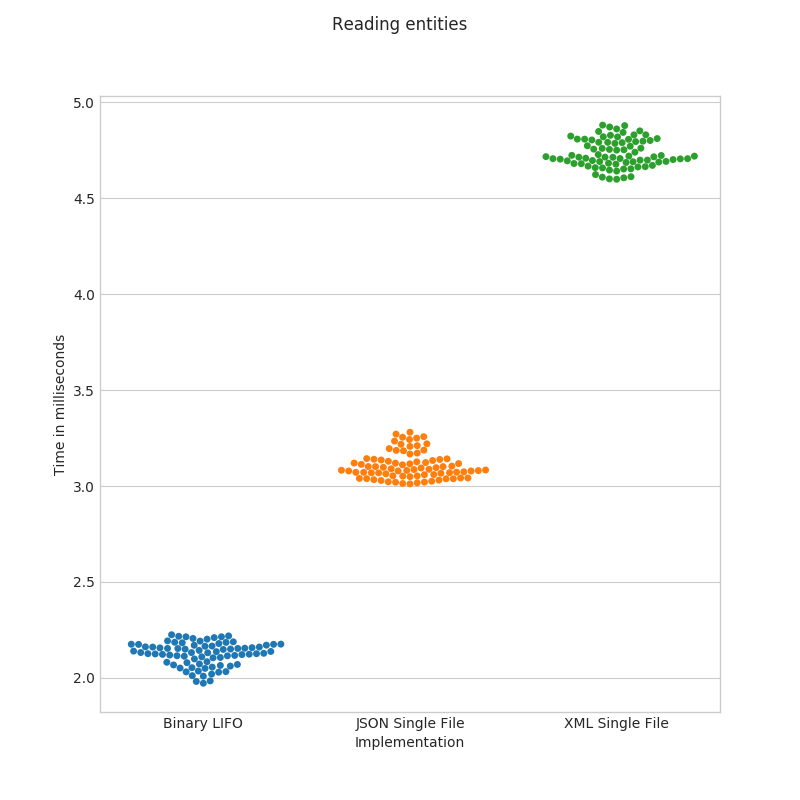 Reading entities
5.0
4.5
4.0
3.5
3.0
2.5
2.0
Time in milliseconds
Binary LIFO
JSON Single File
XML Single File
Implementation